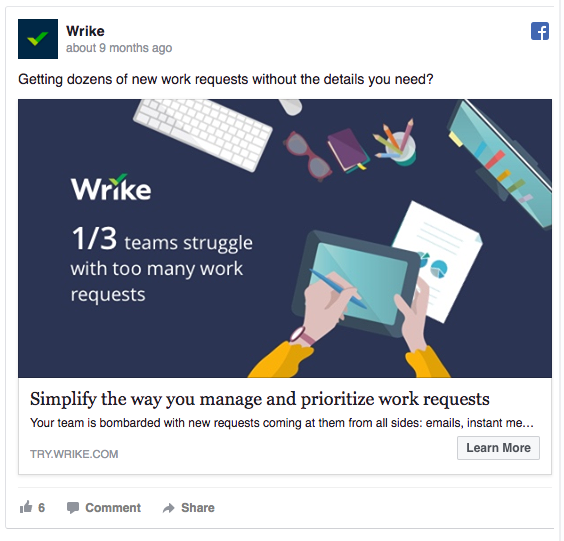 Wrike
about 9 months ago
Getting dozens of new work requests without the details you need?
Wrike
1/3 teams struggle
with too many work
requests
Simplify the way you manage and prioritize work requests
Your team is bombarded with new requests coming at them from all sides: emails, instant me...
TRY.WRIKE.COM
Learn More
6 Comment Share